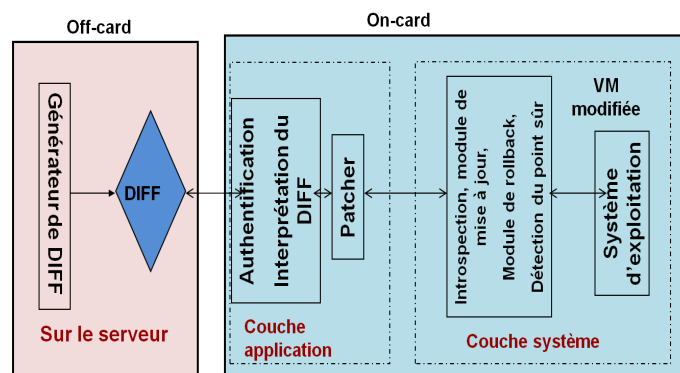 Off-card
On-card
Générateur
de DIFF
DIFF
Sur le serveur
Authentification
Interprétation du
DIFF
Patcher
Couche
application
Introspection, module de
mise à jour,
Module de rollback,
Détection du point sûr
VM
modifiée
Système
d'exploitation
Couche système